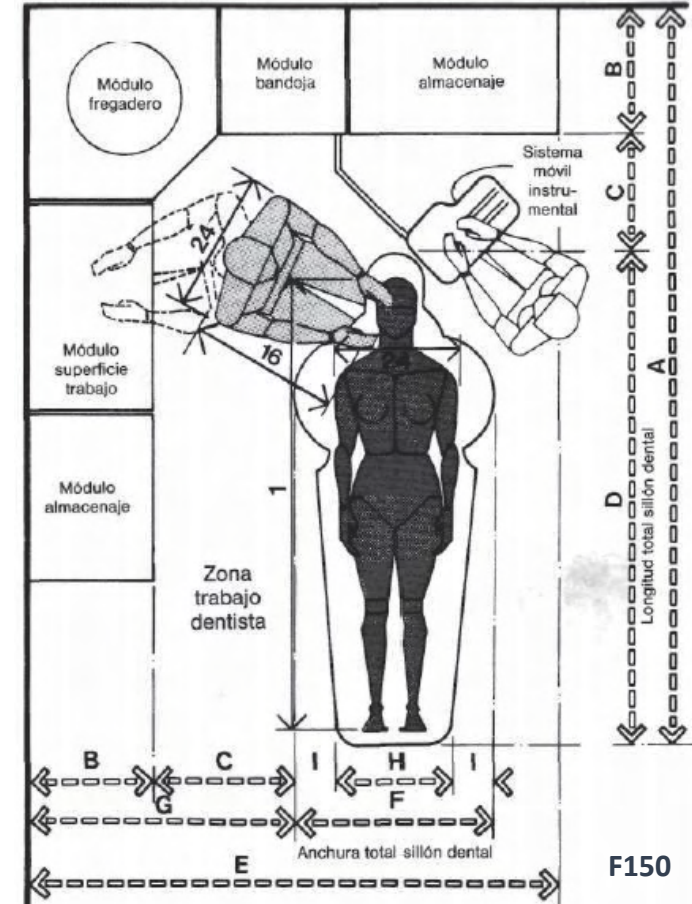 Módulo
fregadero
Módulo
bandoja
Módulo
almacenaje
B
Sistema
móvil
instru-
mental
C
24
A
16
24
Módulo
superficie
trabajo
Módulo
almacenaje
1
D
Longitud total sillón dental
Zona
trabajo
dentista
B
C
I
H
I
G
F
Anchura total sillón dental
E
F150